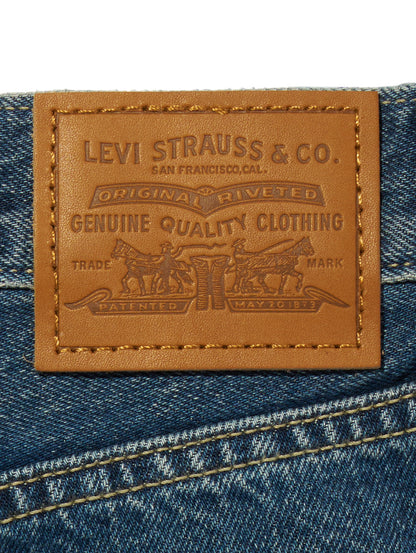 LEVI STRAUSS & CO.
SAN FRANCISCO, CAL.
ORIGINAL RIVETED
GENUINE QUALITY CLOTHING
TRADE MARK
PATENTED MAY 20 1873